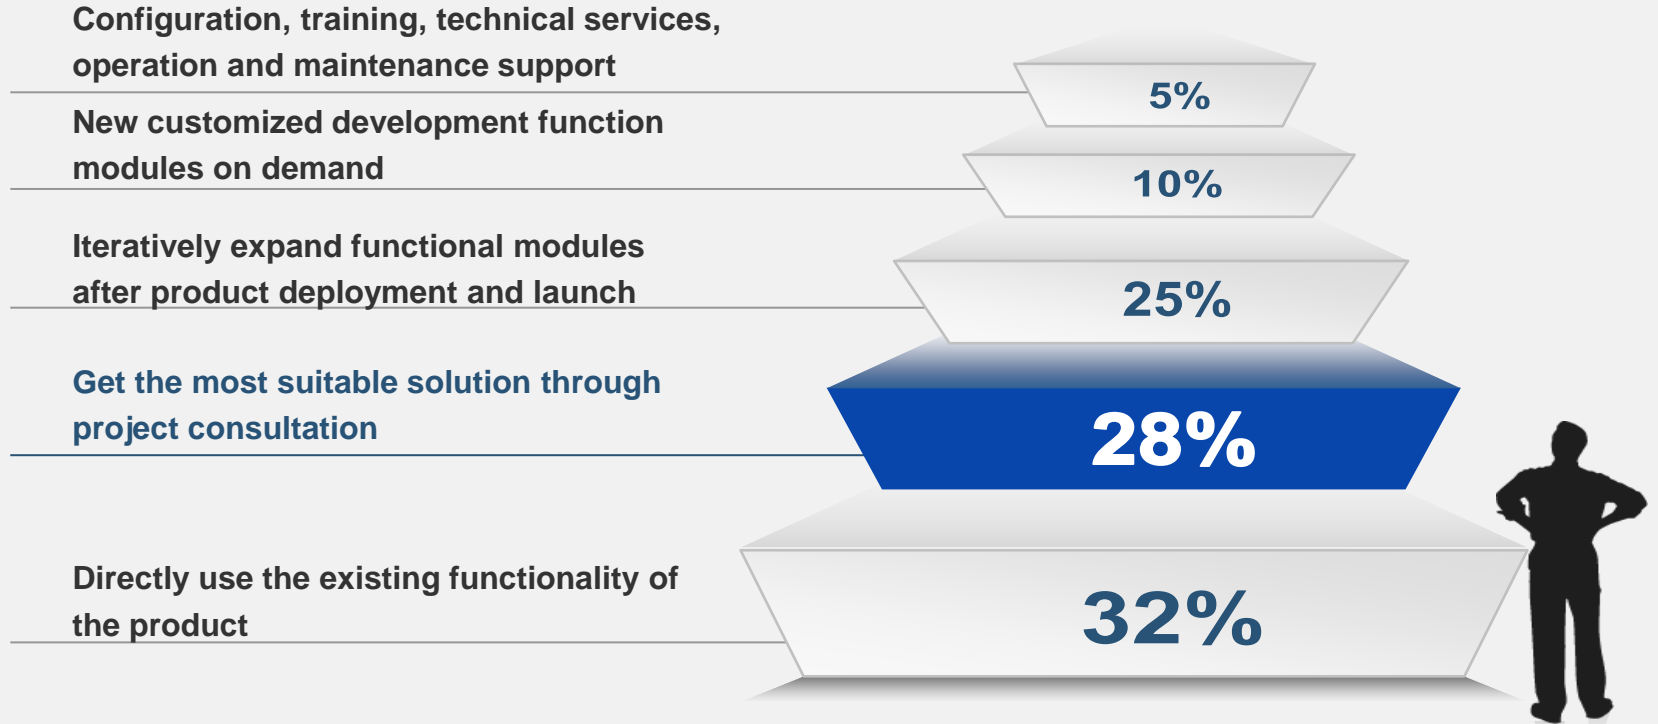 Configuration, training, technical services,
operation and maintenance support
5%
New customized development function
modules on demand
10%
Iteratively expand functional modules
after product deployment and launch
25%
Get the most suitable solution through
project consultation
28%
Directly use the existing functionality of
the product
32%